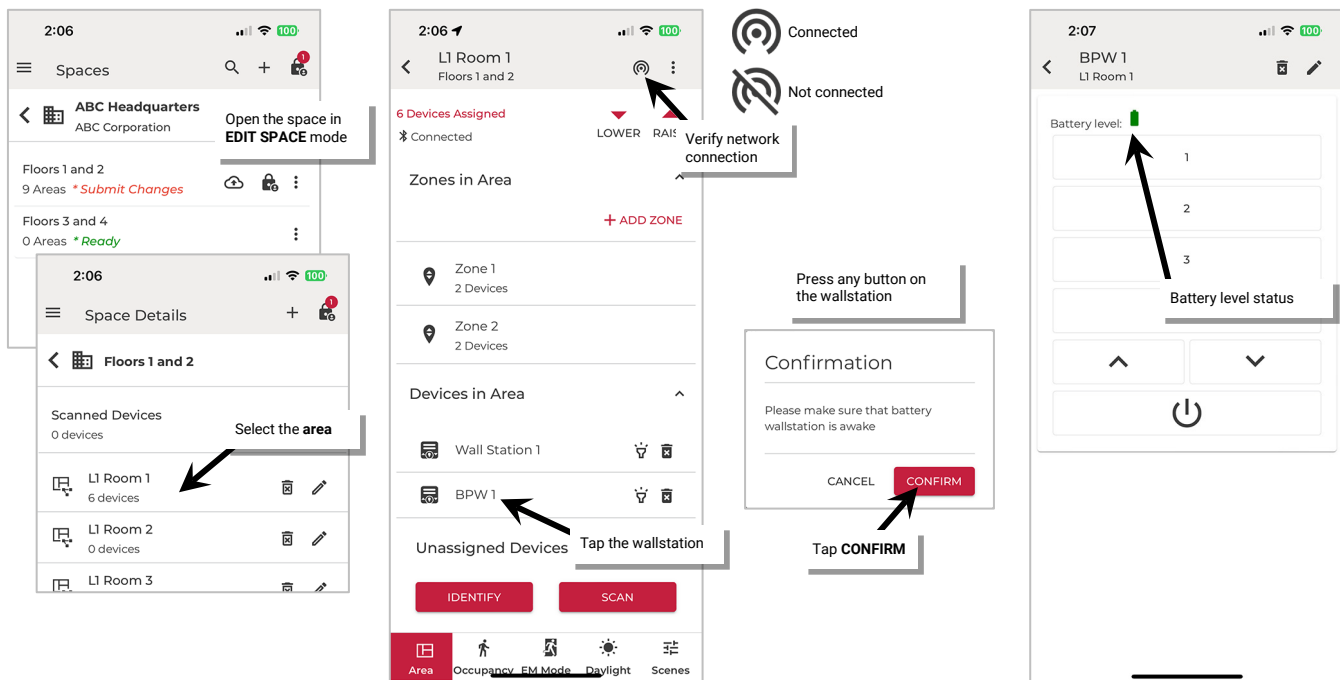 2:06
100
Spaces
1
ABC Headquarters
ABC Corporation
Open the space in
EDIT SPACE mode
Floors 1 and 2
9 Areas * Submit Changes
Floors 3 and 4
0 Areas * Ready
2:06
100
Space Details
1
Floors 1 and 2
Scanned Devices
0 devices
Select the area
L1 Room 1
6 devices
L1 Room 2
0 devices
L1 Room 3
2:06
100
L1 Room 1
Floors 1 and 2
6 Devices Assigned
Connected
LOWER
Verify network
connection
Zones in Area
+ ADD ZONE
Zone 1
2 Devices
Zone 2
2 Devices
Devices in Area
Wall Station 1
BPW 1
Tap the wallstation
Unassigned Devices
IDENTIFY
SCAN
Area
Occupancy
EM Mode
Daylight
Scenes
Connected
Not connected
Press any button on
the wallstation
Confirmation
Please make sure that battery
wallstation is awake
CANCEL
CONFIRM
Tap CONFIRM
2:07
100
BPW 1
L1 Room 1
Battery level:
1
2
3
Battery level status